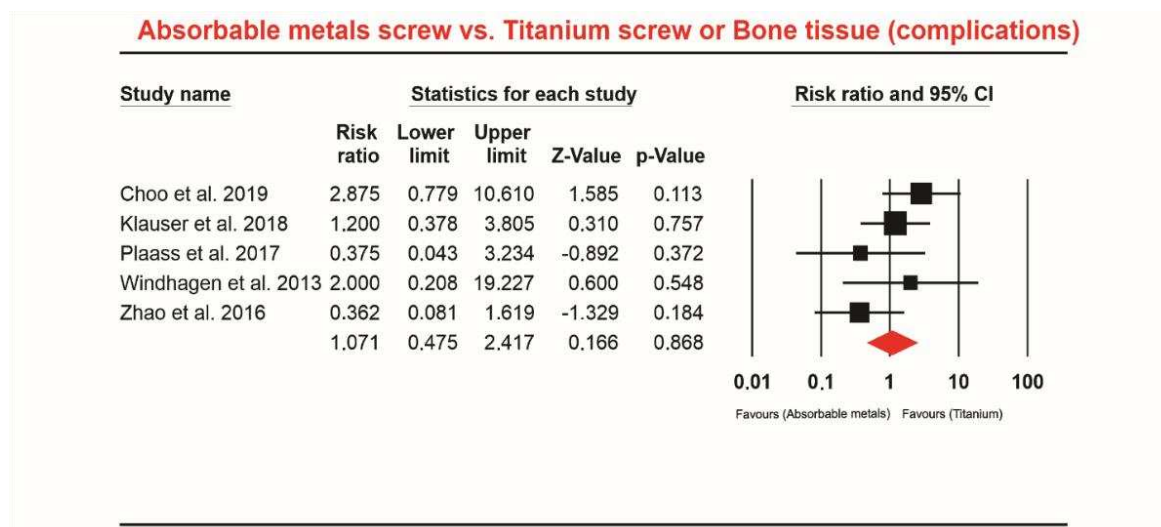 Absorbable metals screw vs. Titanium screw or Bone tissue (complications)
Study name Statistics for each study Risk ratio and 95% CI
Risk Lower Upper
ratio limit limit Z-Value p-Value
Choo et al. 2019 2.875 0.779 10.610 1.585 0.113
Klauser et al. 2018 1.200 0.378 3.805 0.310 0.757
Plaass et al. 2017 0.375 0.043 3.234 -0.892 0.372
Windhagen et al. 2013 2.000 0.208 19.227 0.600 0.548
Zhao et al. 2016 0.362 0.081 1.619 -1.329 0.184
1.071 0.475 2.417 0.166 0.868
0.01 0.1 1 10 100
Favours (Absorbable metals) Favours (Titanium)